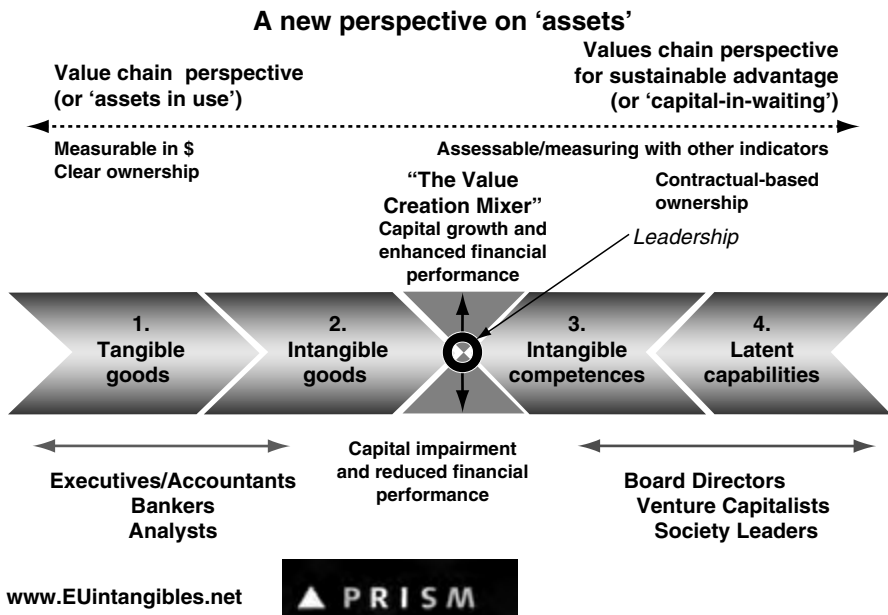 A new perspective on ‘assets’
Value chain perspective
(or ‘assets in use’)
Values chain perspective
for sustainable advantage
(or ‘capital-in-waiting’)
Measurable in $
Clear ownership
Assessable/measuring with other indicators
“The Value
Creation Mixer”
Capital growth and
enhanced financial
performance
Contractual-based
ownership
Leadership
1.
Tangible
goods
2.
Intangible
goods
3.
Intangible
competences
4.
Latent
capabilities
Executives/Accountants
Bankers
Analysts
Capital impairment
and reduced financial
performance
Board Directors
Venture Capitalists
Society Leaders
www.EUintangibles.net
PRISM